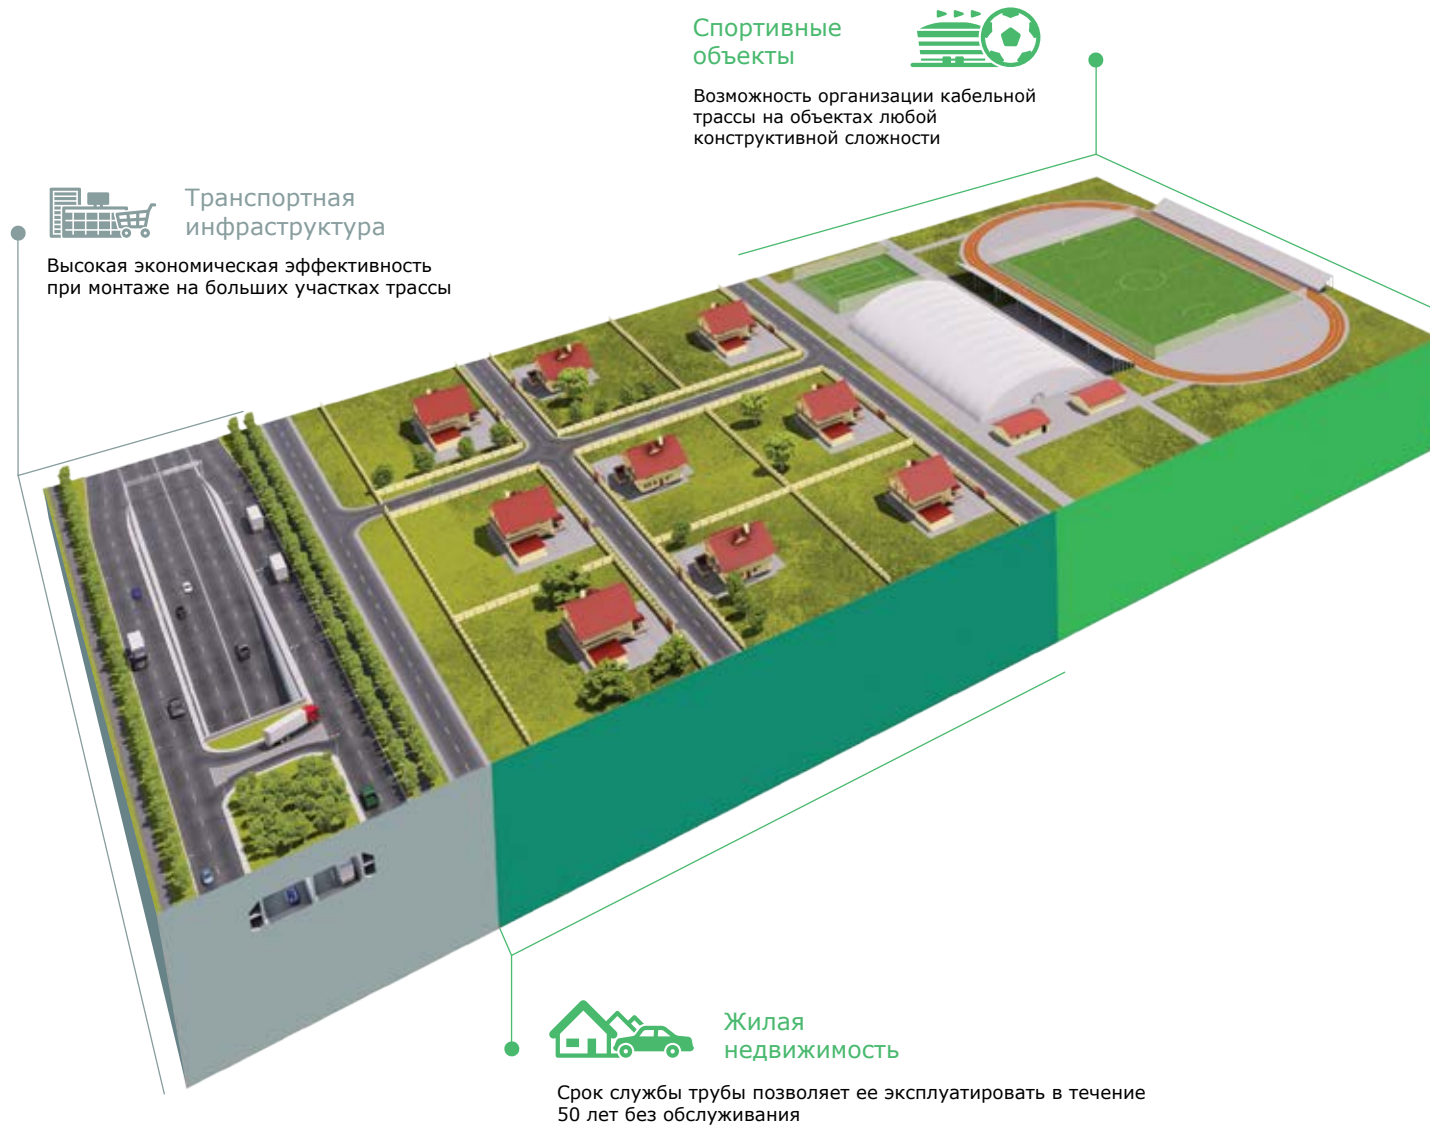 Спортивные
объекты
Возможность организации кабельной
трассы на объектах любой
конструктивной сложности
Транспортная
инфраструктура
Высокая экономическая эффективность
при монтаже на больших участках трассы
Жилая
недвижимость
Срок службы трубы позволяет ее эксплуатировать в течение
50 лет без обслуживания